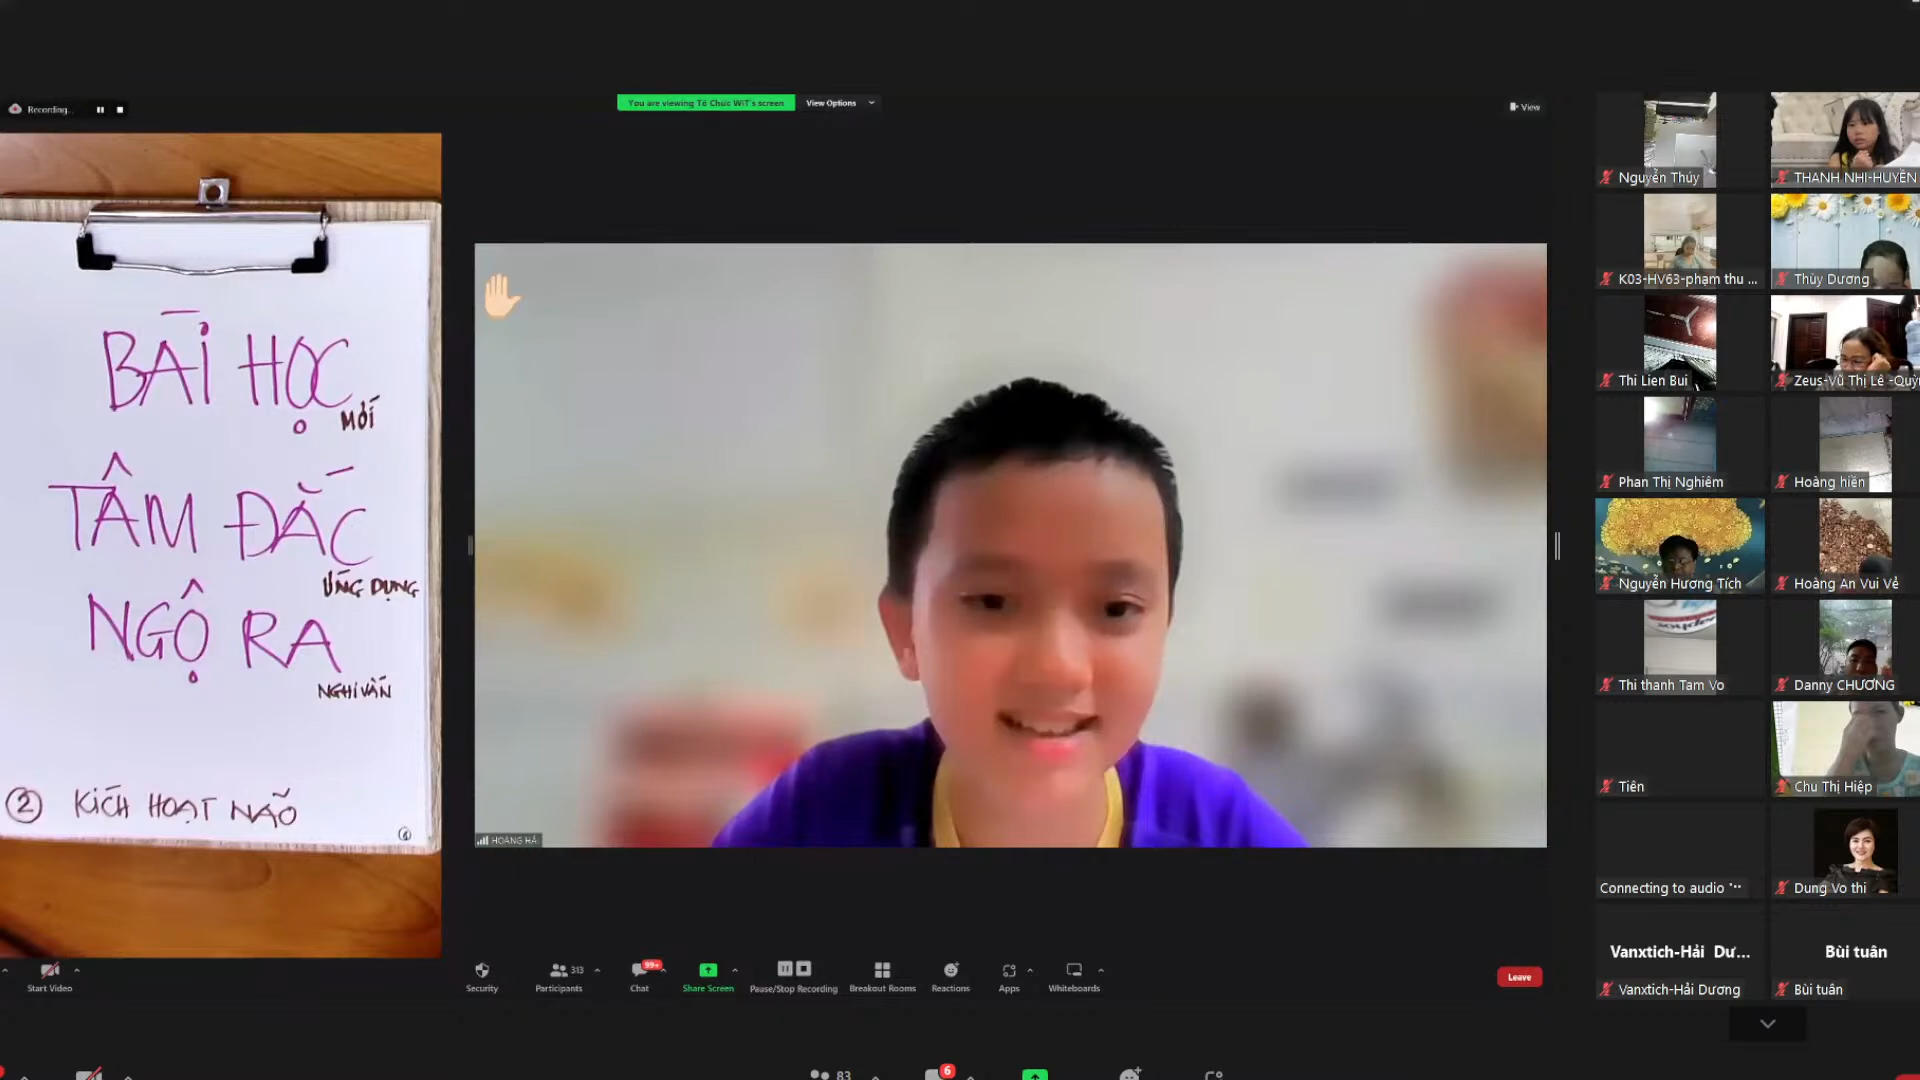 Recording...
You are viewing Tổ Chức WiT's screen
View Options
View
BÀI HỌC
MỚI
TÂM ĐẮC
ỨNG DỤNG
NGỘ RA
NGHI VẤN
② KÍCH HOẠT NÃO
HOÀNG HÀ
Nguyễn Thúy
THANH NHI-HUYỀN
K03-HV63-phạm thu ...
Thùy Dương
Thi Lien Bui
Zeus-Vũ Thị Lê -Quỳn
Phan Thị Nghiêm
Hoàng hiền
Nguyễn Hương Tích
Hoàng An Vui Vẻ
Thi thanh Tam Vo
Danny CHƯƠNG
Tiên
Chu Thị Hiệp
Connecting to audio
Dung Vo thi
Vanxtich-Hải Dư...
Bùi tuân
Vanxtich-Hải Dương
Bùi tuân
Start Video
Security
Participants
313
Chat
99+
Share Screen
Pause/Stop Recording
Breakout Rooms
Reactions
Apps
Whiteboards
Leave
83
6